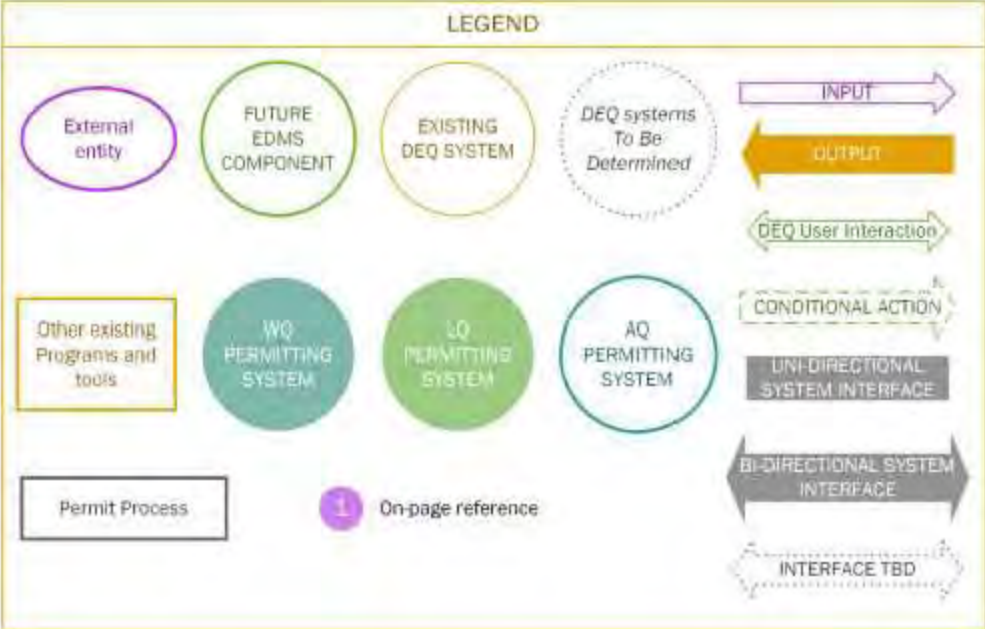 LEGEND
External
entity
FUTURE
EDMS
COMPONENT
EXISTING
DEQ SYSTEM
DEQ systems
To Be
Determined
INPUT
OUTPUT
DEQ User Interaction
CONDITIONAL ACTION
UNI-DIRECTIONAL
SYSTEM INTERFACE
BI-DIRECTIONAL SYSTEM
INTERFACE
INTERFACE TBD
Other existing
Programs and
tools
WQ
PERMITTING
SYSTEM
LQ
PERMITTING
SYSTEM
AQ
PERMITTING
SYSTEM
Permit Process
1
On-page reference